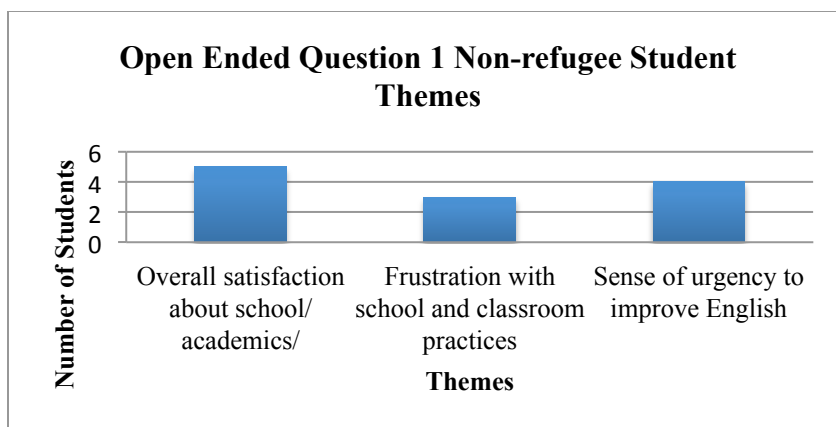 Open Ended Question 1 Non-refugee Student
Themes
Number of Students
6
4
2
0
Overall satisfaction
about school/
academics/
Frustration with
school and classroom
practices
Sense of urgency to
improve English
Themes